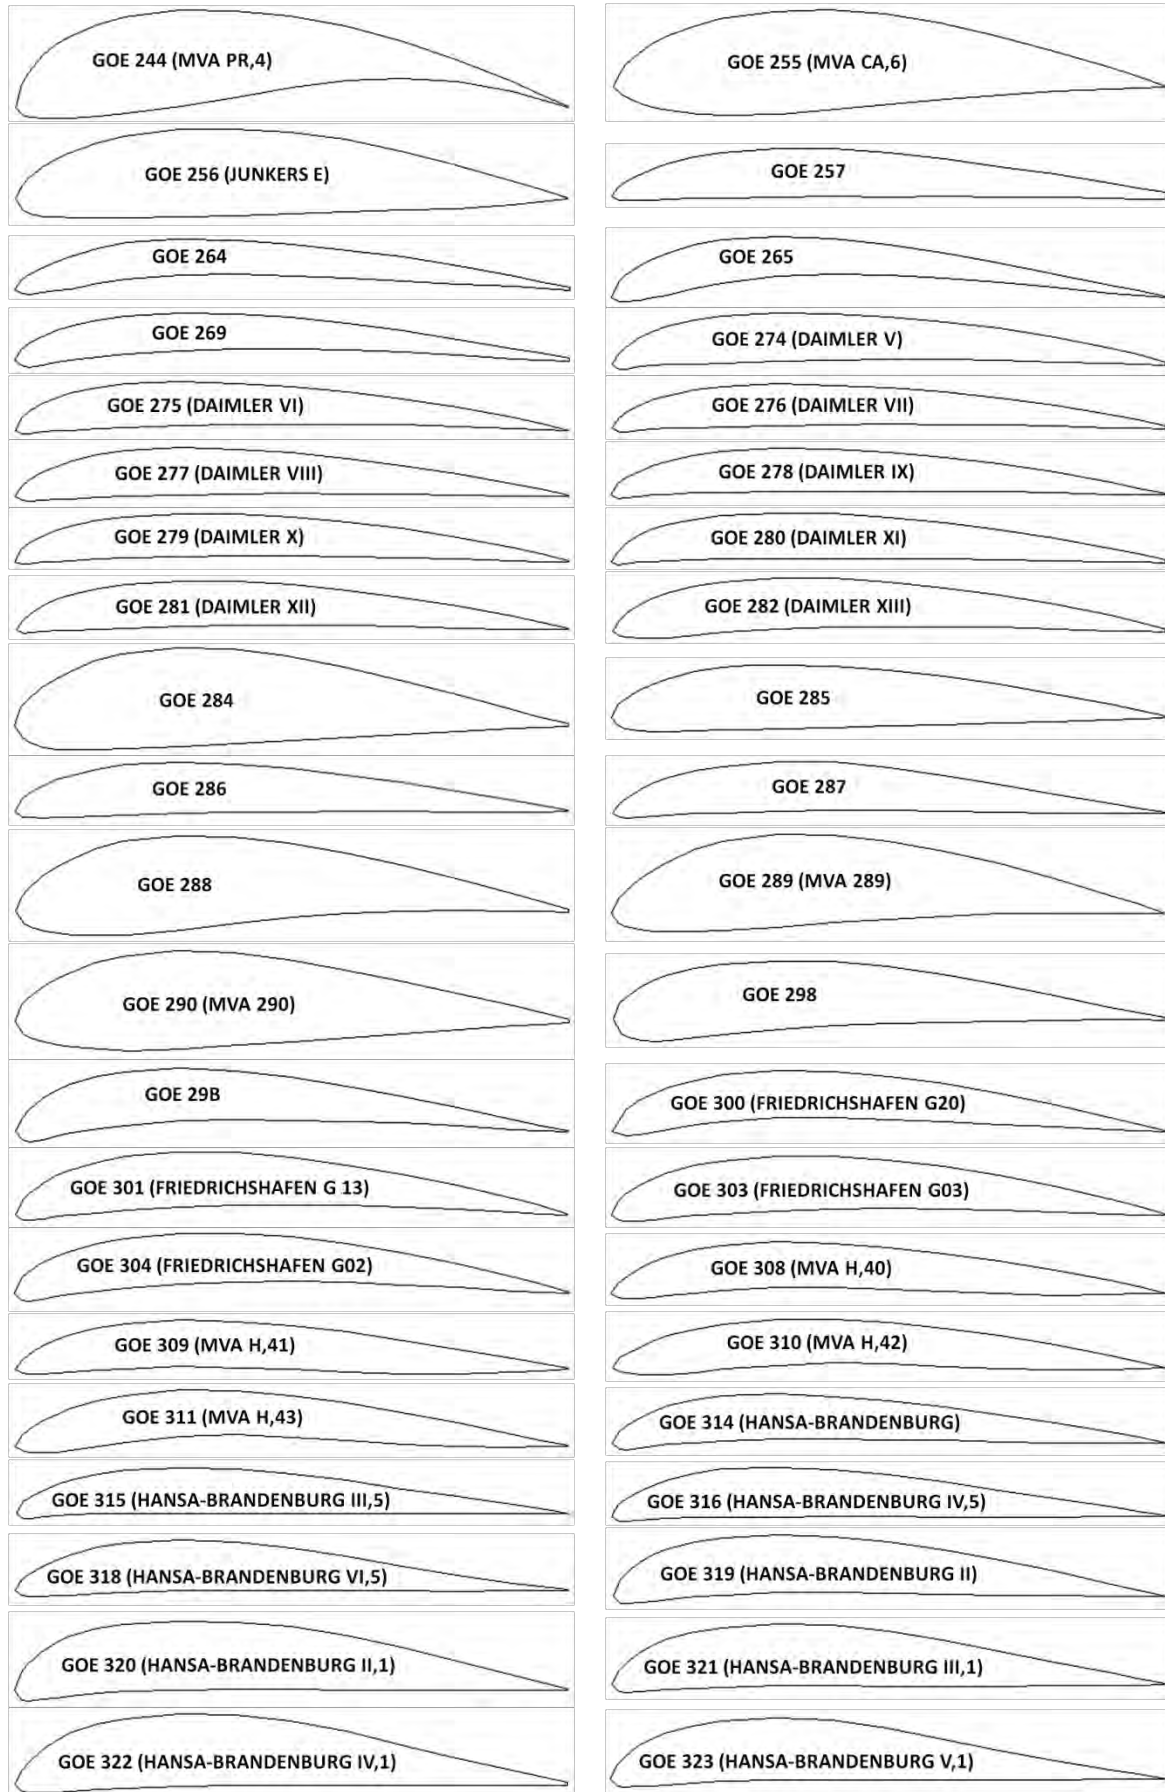 GOE 244 (MVA PR,4)
GOE 255 (MVA CA,6)
GOE 256 (JUNKERS E)
GOE 257
GOE 264
GOE 265
GOE 269
GOE 274 (DAIMLER V)
GOE 275 (DAIMLER VI)
GOE 276 (DAIMLER VII)
GOE 277 (DAIMLER VIII)
GOE 278 (DAIMLER IX)
GOE 279 (DAIMLER X)
GOE 280 (DAIMLER XI)
GOE 281 (DAIMLER XII)
GOE 282 (DAIMLER XIII)
GOE 284
GOE 285
GOE 286
GOE 287
GOE 288
GOE 289 (MVA 289)
GOE 290 (MVA 290)
GOE 298
GOE 29B
GOE 300 (FRIEDRICHSHAFEN G20)
GOE 301 (FRIEDRICHSHAFEN G 13)
GOE 303 (FRIEDRICHSHAFEN G03)
GOE 304 (FRIEDRICHSHAFEN G02)
GOE 308 (MVA H,40)
GOE 309 (MVA H,41)
GOE 310 (MVA H,42)
GOE 311 (MVA H,43)
GOE 314 (HANSA-BRANDENBURG)
GOE 315 (HANSA-BRANDENBURG III,5)
GOE 316 (HANSA-BRANDENBURG IV,5)
GOE 318 (HANSA-BRANDENBURG VI,5)
GOE 319 (HANSA-BRANDENBURG II)
GOE 320 (HANSA-BRANDENBURG II,1)
GOE 321 (HANSA-BRANDENBURG III,1)
GOE 322 (HANSA-BRANDENBURG IV,1)
GOE 323 (HANSA-BRANDENBURG V,1)